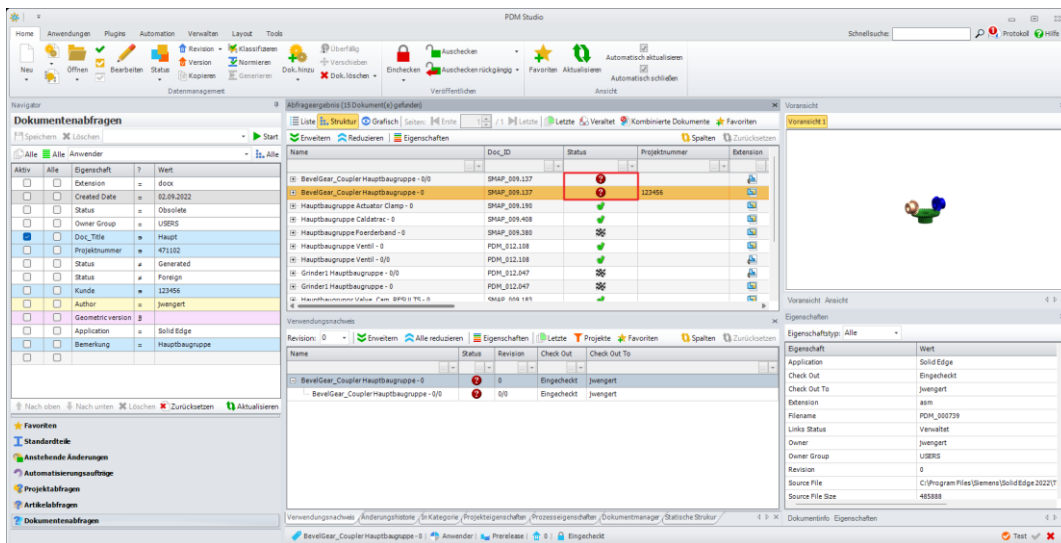 PDM Studio
Home Anwendungen Plugins Automation Verwalten Layout Tools Schnellsuche: Protokoll Hilfe
Neu Öffnen Bearbeiten Status
Revision Klassifizieren
Version Normieren
Kopieren Generieren
Dok.hinzu
Überfällig
Verschieben
Dok.löschen
Einchecken
Auschecken
Auschecken rückgängig
Favoriten Aktualisieren
Automatisch aktualisieren
Automatisch schließen
Datenmanagement Veröffentlichen Ansicht
Navigator
Dokumentenabfragen
Speichern Löschen Start
Alle Alle Anwender Alle
Aktiv Alle Eigenschaft ? Wert
Extension = docx
Created Date = 02.09.2022
Status = Obsolete
Owner Group = USERS
Doc_Title Haupt
Projektnummer 471102
Status Generated
Status Foreign
Kunde 123456
Author = jwengert
Geometric version
Application = Solid Edge
Bemerkung = Hauptbaugruppe
Nach oben Nach unten Löschen Zurücksetzen Aktualisieren
Favoriten
Standardteile
Anstehende Änderungen
Automatisierungsaufträge
Projektabfragen
Artikelabfragen
Dokumentenabfragen
Abfrageergebnis (15 Dokument(e) gefunden)
Liste Struktur Grafisch Seiten: Erste 1 / 1 Letzte Letzte Veraltet Kombinierte Dokumente Favoriten
Erweitern Reduzieren Eigenschaften Spalten Zurücksetzen
Name Doc_ID Status Projektnummer Extension
BevelGear_Coupler Hauptbaugruppe - 0/0 SMAP_009.137
BevelGear_Coupler Hauptbaugruppe - 0 SMAP_009.137 123456
Hauptbaugruppe Actuator Clamp - 0 SMAP_009.190
Hauptbaugruppe Caldatrac - 0 SMAP_009.408
Hauptbaugruppe Foerderband - 0 SMAP_009.380
Hauptbaugruppe Ventil - 0 PDM_012.108
Hauptbaugruppe Ventil - 0/0 PDM_012.108
Grinder1 Hauptbaugruppe - 0/0 PDM_012.047
Grinder1 Hauptbaugruppe - 0 PDM_012.047
Verwendungsnachweis
Revision: 0 Erweitern Alle reduzieren Eigenschaften Letzte Projekte Favoriten Spalten Zurücksetzen
Name Status Revision Check Out Check Out To
BevelGear_Coupler Hauptbaugruppe - 0 0 Eingecheckt jwengert
BevelGear_Coupler Hauptbaugruppe - 0/0 0/0 Eingecheckt jwengert
Verwendungsnachweis Änderungshistorie In Kategorie Projekteigenschaften Prozesseigenschaften Dokumentmanager Statische Strukur
BevelGear_Coupler Hauptbaugruppe - 0 Anwender Prerelease 0 Eingecheckt
Voransicht
Voransicht 1
Voransicht Ansicht
Eigenschaften
Eigenschaftstyp: Alle
Eigenschaft Wert
Application Solid Edge
Check Out Eingecheckt
Check Out To jwengert
Extension asm
Filename PDM_000739
Links Status Verwaltet
Owner jwengert
Owner Group USERS
Revision 0
Source File C:\Program Files\Siemens\Solid Edge 2022\T
Source File Size 485888
Dokumentinfo Eigenschaften
Test